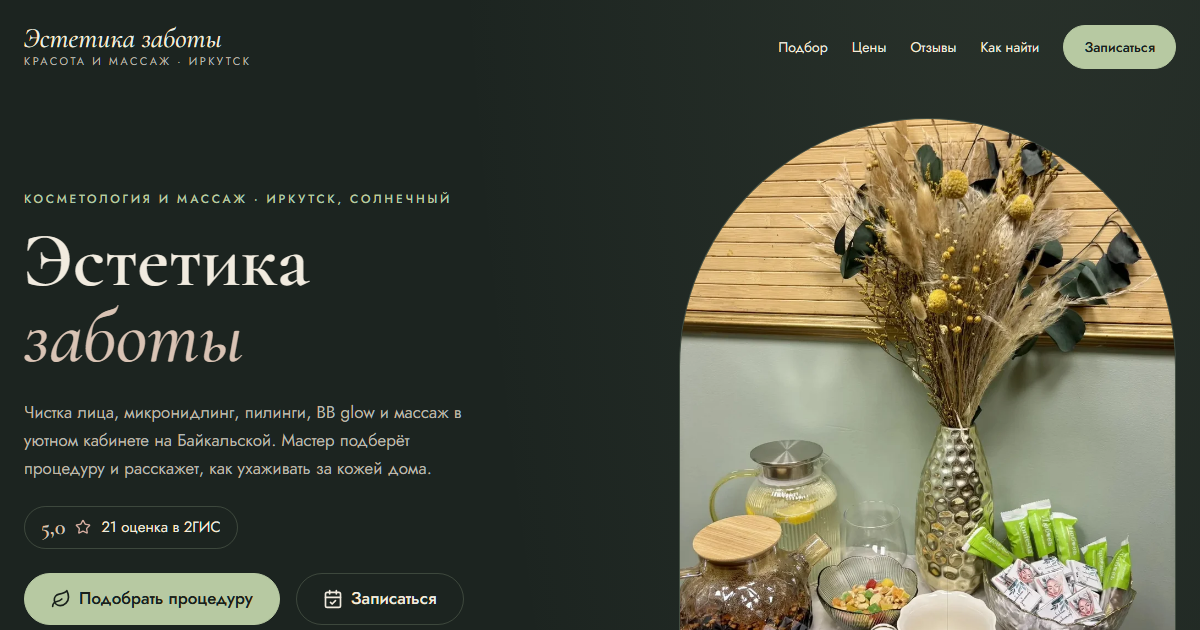 Эстетика заботы
КРАСОТА И МАССАЖ · ИРКУТСК
Подбор Цены Отзывы Как найти Записаться
КОСМЕТОЛОГИЯ И МАССАЖ · ИРКУТСК, СОЛНЕЧНЫЙ
Эстетика
заботы
Чистка лица, микронидлинг, пилинги, BB glow и массаж в
уютном кабинете на Байкальской. Мастер подберёт
процедуру и расскажет, как ухаживать за кожей дома.
5,0 21 оценка в 2ГИС
Подобрать процедуру Записаться